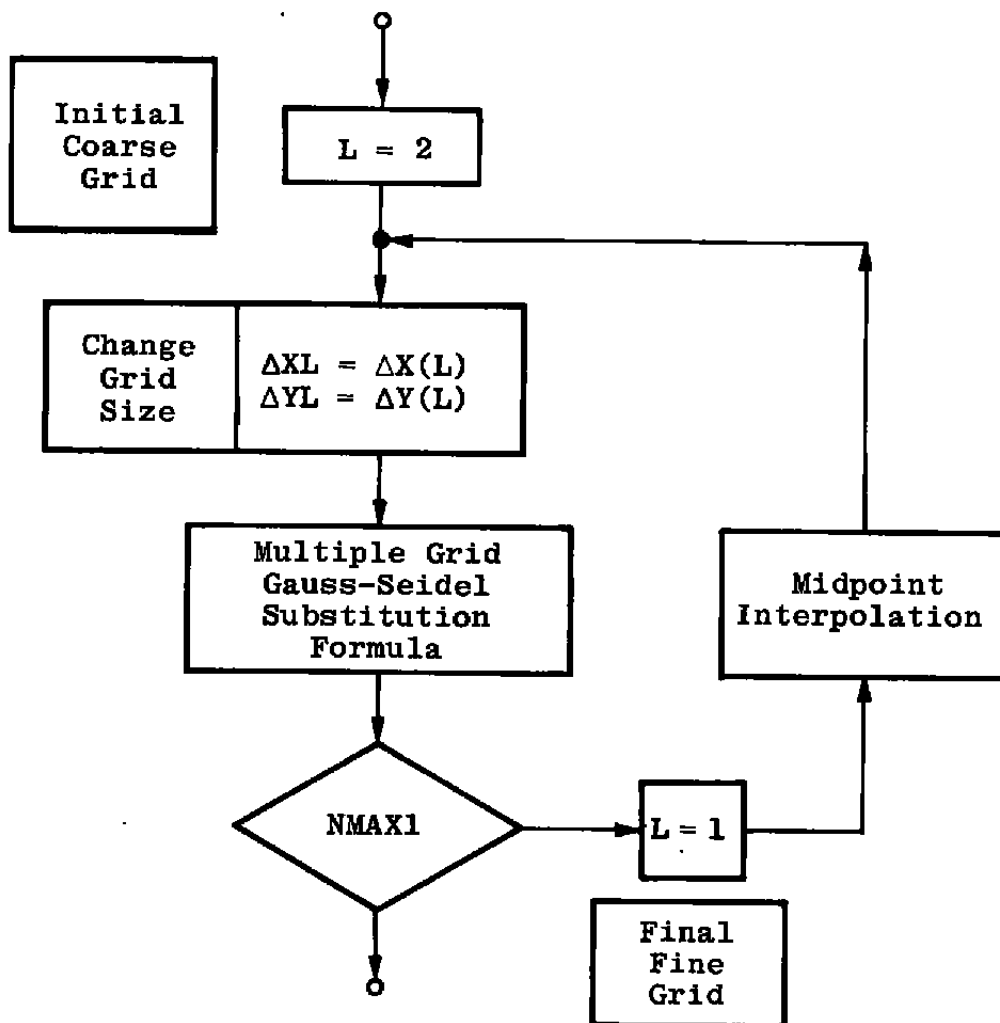 Initial
Coarse
Grid
L = 2
Change
Grid
Size
ΔXL = ΔX(L)
ΔYL = ΔY(L)
Multiple Grid
Gauss-Seidel
Substitution
Formula
Midpoint
Interpolation
NMAX1
L = 1
Final
Fine
Grid